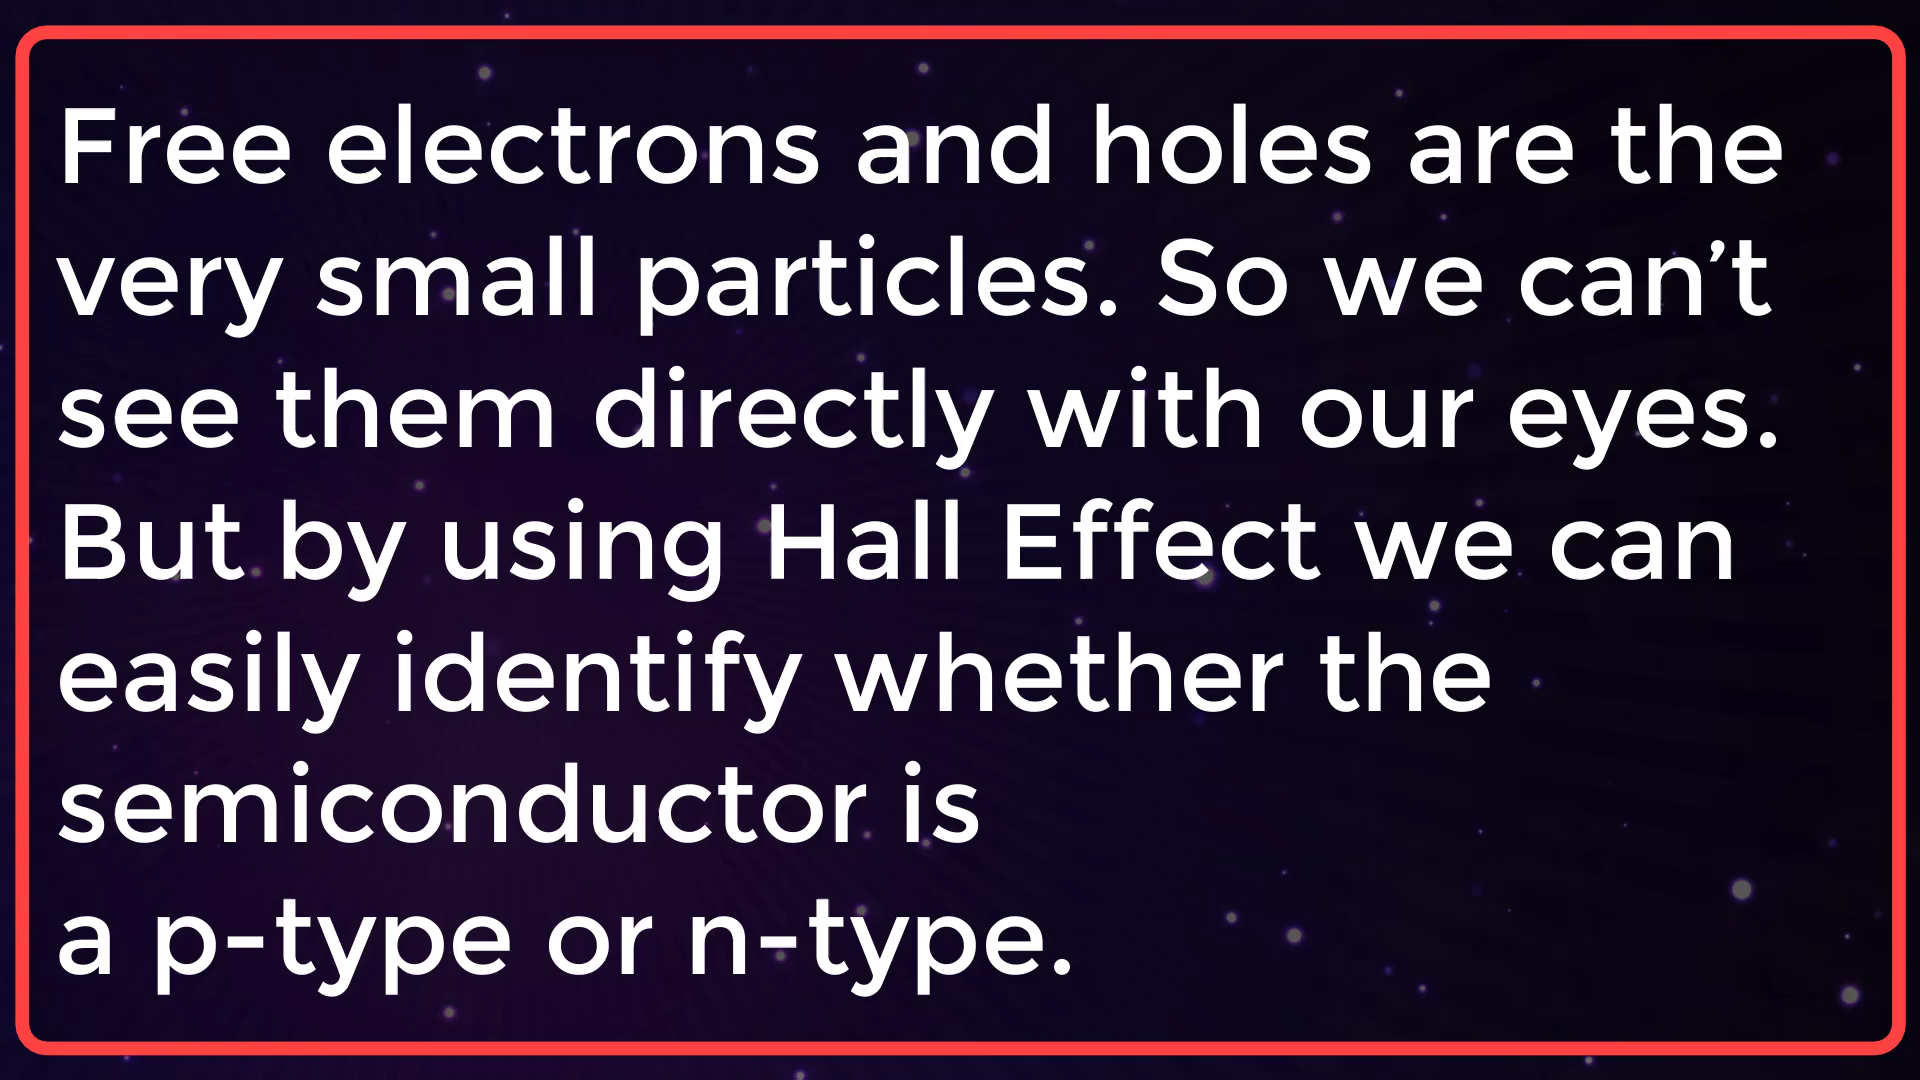 Free electrons and holes are the
very small particles. So we can’t
see them directly with our eyes.
But by using Hall Effect we can
easily identify whether the
semiconductor is
a p-type or n-type.